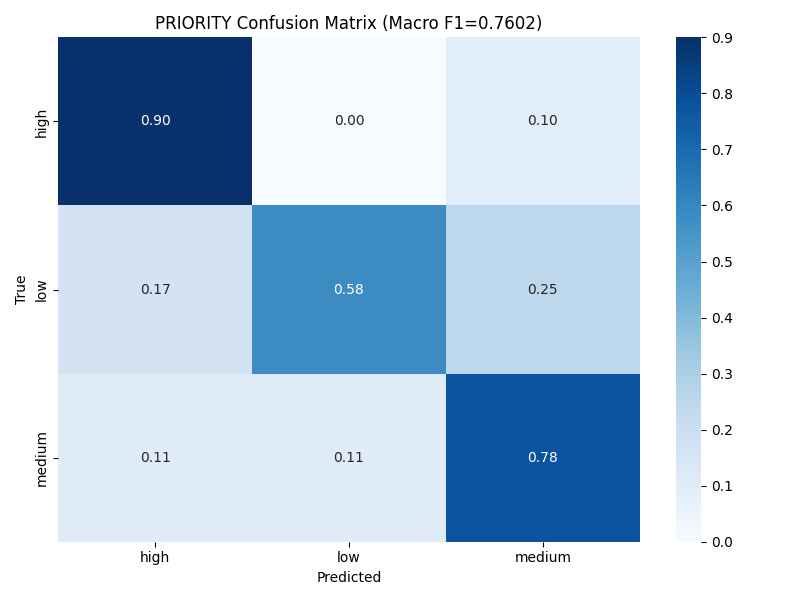 PRIORITY Confusion Matrix (Macro F1=0.7602)
0.9
0.8
0.7
0.6
0.5
0.4
0.3
0.2
0.1
0.0
True
high
0.90
0.00
0.10
low
0.17
0.58
0.25
medium
0.11
0.11
0.78
high
low
medium
Predicted